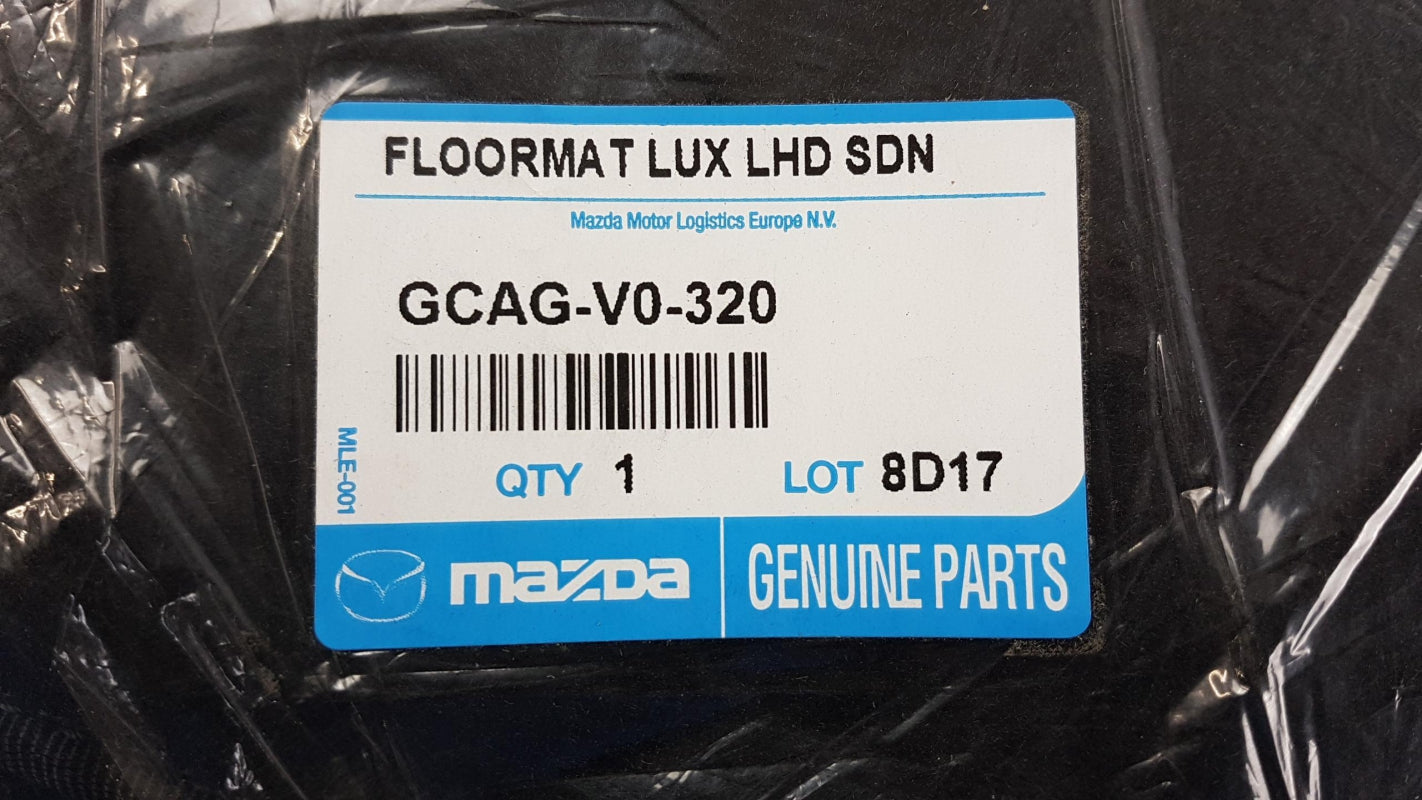 FLOORMAT LUX LHD SDN
Mazda Motor Logistics Europe N.V.
GCAG-V0-320
MLE-001
QTY 1 LOT 8D17
mazda GENUINE PARTS